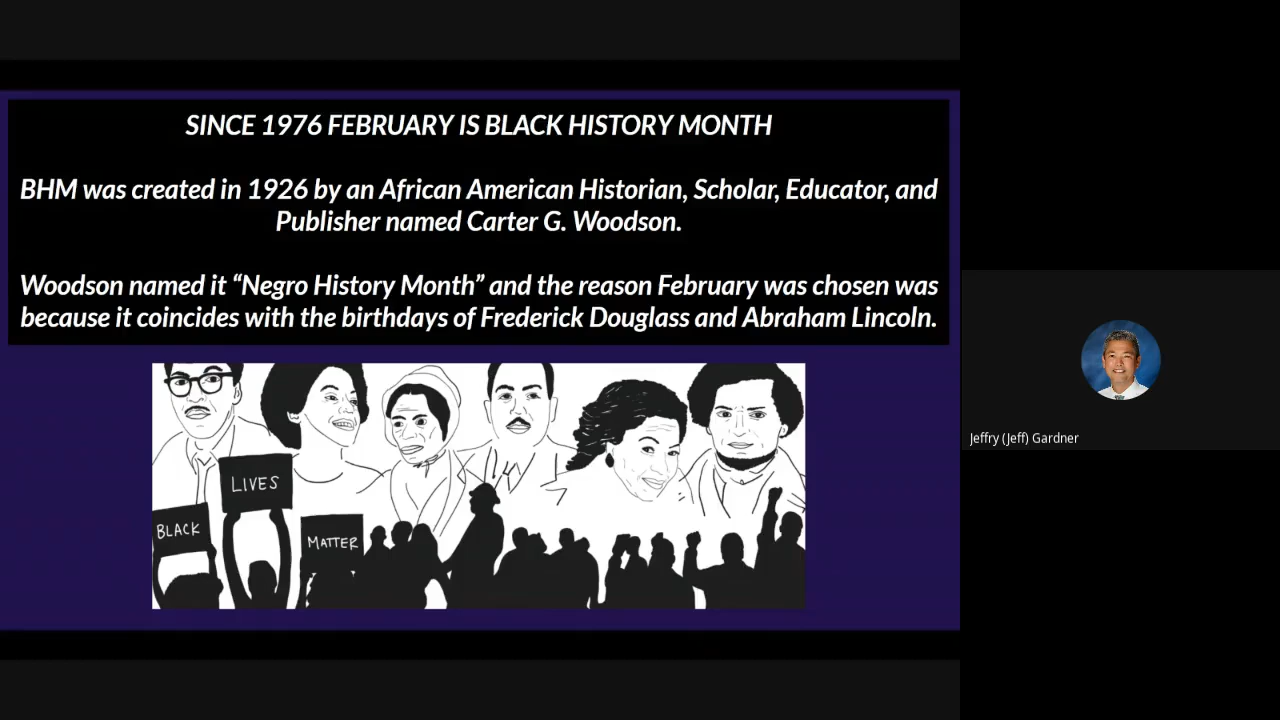 SINCE 1976 FEBRUARY IS BLACK HISTORY MONTH
BHM was created in 1926 by an African American Historian, Scholar, Educator, and
Publisher named Carter G. Woodson.
Woodson named it “Negro History Month” and the reason February was chosen was
because it coincides with the birthdays of Frederick Douglass and Abraham Lincoln.
LIVES
BLACK
MATTER
Jeffry (Jeff) Gardner